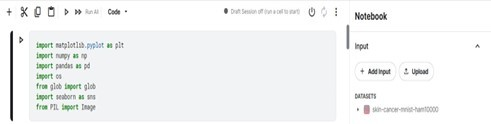 Run All Code Draft Session off (run a cell to start)
import matplotlib.pyplot as plt
import numpy as np
import pandas as pd
import os
from glob import glob
import seaborn as sns
from PIL import Image
Notebook
Input
+ Add Input Upload
DATASETS
skin-cancer-mnist-ham10000